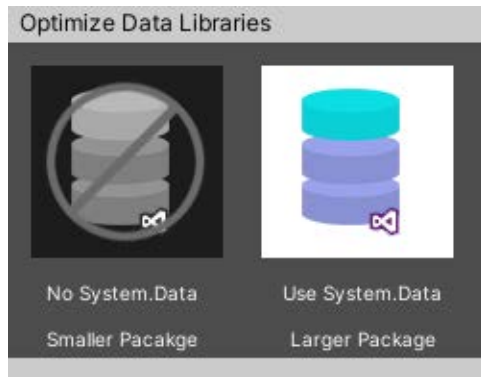 Optimize Data Libraries
No System.Data
Use System.Data
Smaller Pacakge
Larger Package